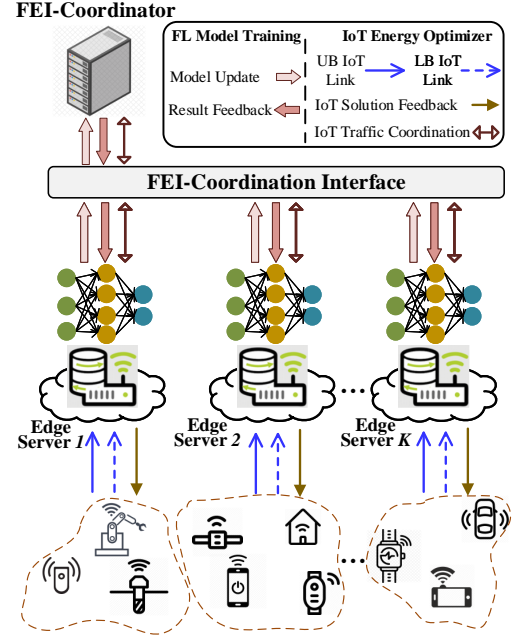 FEI-Coordinator
FL Model Training
IoT Energy Optimizer
Model Update
UB IoT
Link
LB IoT
Link
Result Feedback
IoT Solution Feedback
IoT Traffic Coordination
FEI-Coordination Interface
...
Edge
Server 1
Edge
Server 2
Edge
Server K
...